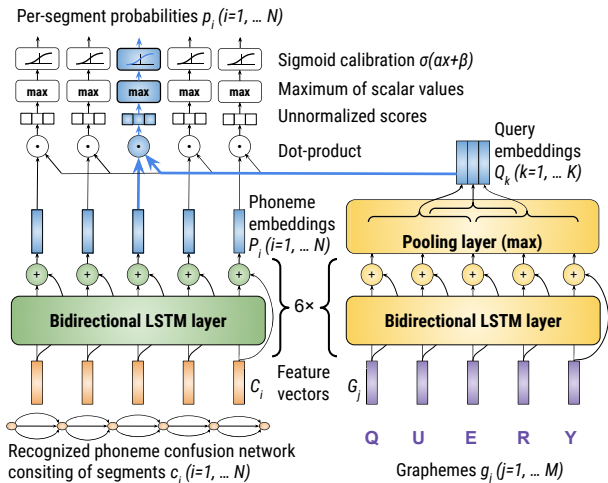 Per-segment probabilities p_i (i=1, ... N)
Sigmoid calibration σ(ax+β)
max max max max max
Maximum of scalar values
Unnormalized scores
Dot-product
Query
embeddings
Q_k (k=1, ... K)
Phoneme
embeddings
P_i (i=1, ... N)
Pooling layer (max)
+ + + + +
+ + + + +
6×
Bidirectional LSTM layer
Bidirectional LSTM layer
C_i
Feature
vectors
G_j
Q U E R Y
Recognized phoneme confusion network
consiting of segments c_i (i=1, ... N)
Graphemes g_j (j=1, ... M)